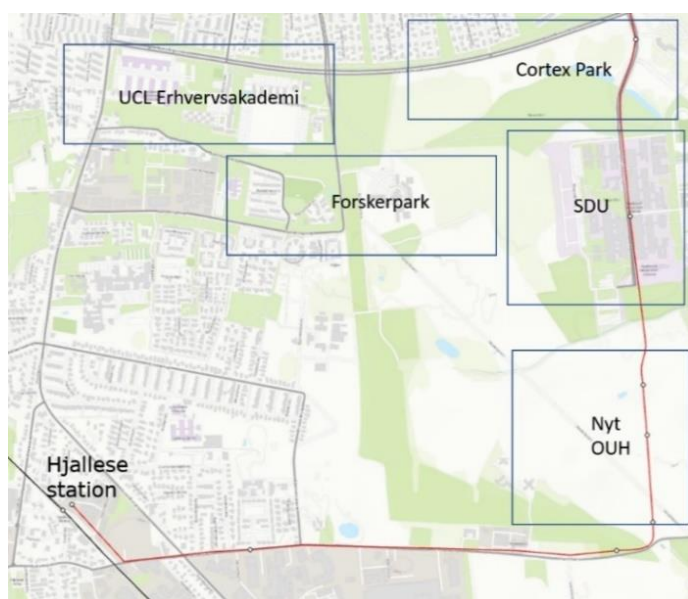 Cortex Park
UCL Erhvervsakademi
Forskerpark
SDU
Nyt
OUH
Hjallese
station